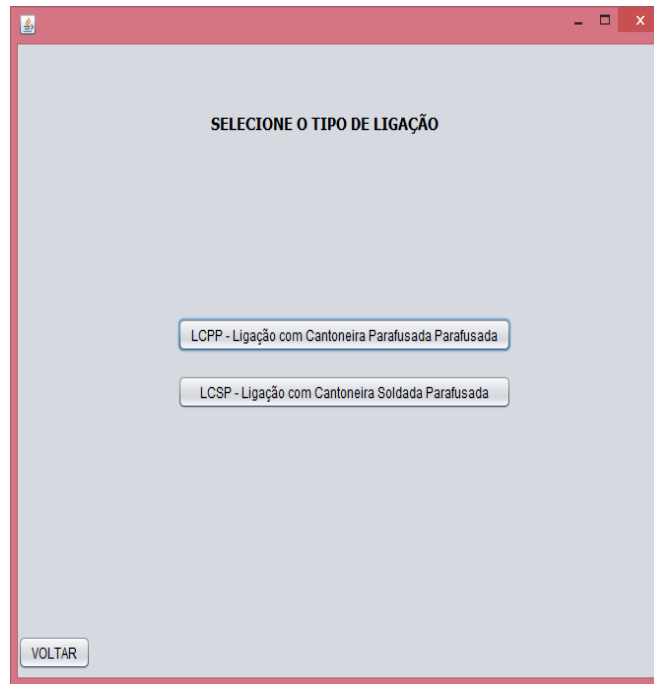 SELECIONE O TIPO DE LIGAÇÃO
LCPP - Ligação com Cantoneira Parafusada Parafusada
LCSP - Ligação com Cantoneira Soldada Parafusada
VOLTAR